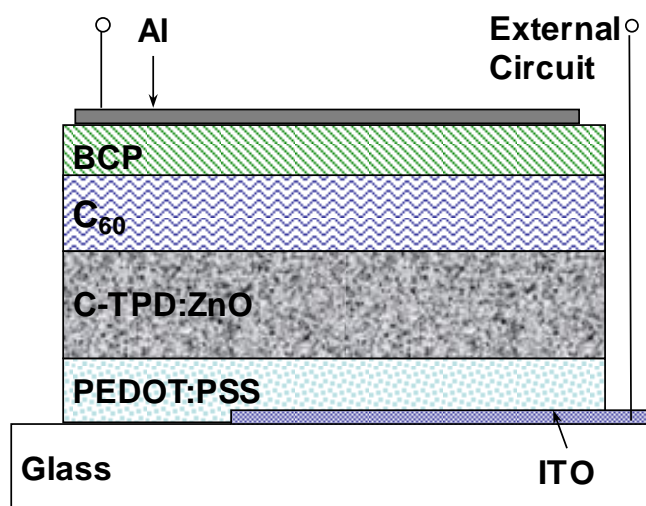 Al
External
Circuit
BCP
C₆₀
C-TPD:ZnO
PEDOT:PSS
Glass
ITO